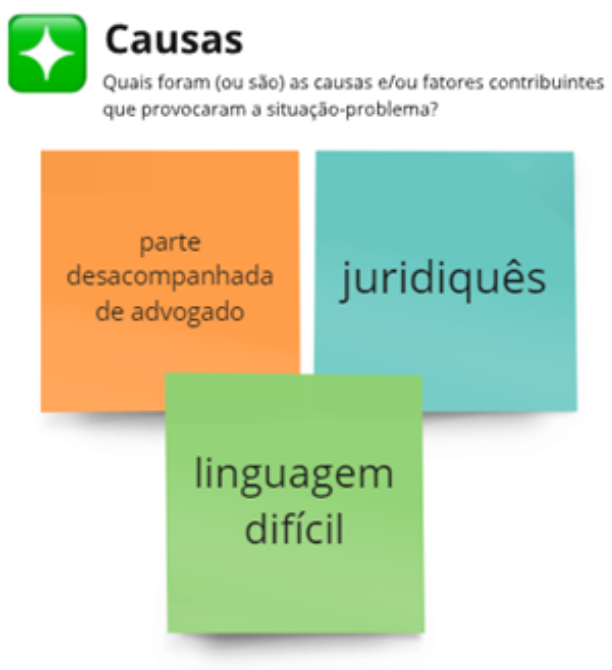 Causas
Quais foram (ou são) as causas e/ou fatores contribuintes
que provocaram a situação-problema?
parte
desacompanhada
de advogado
juridiquês
linguagem
difícil